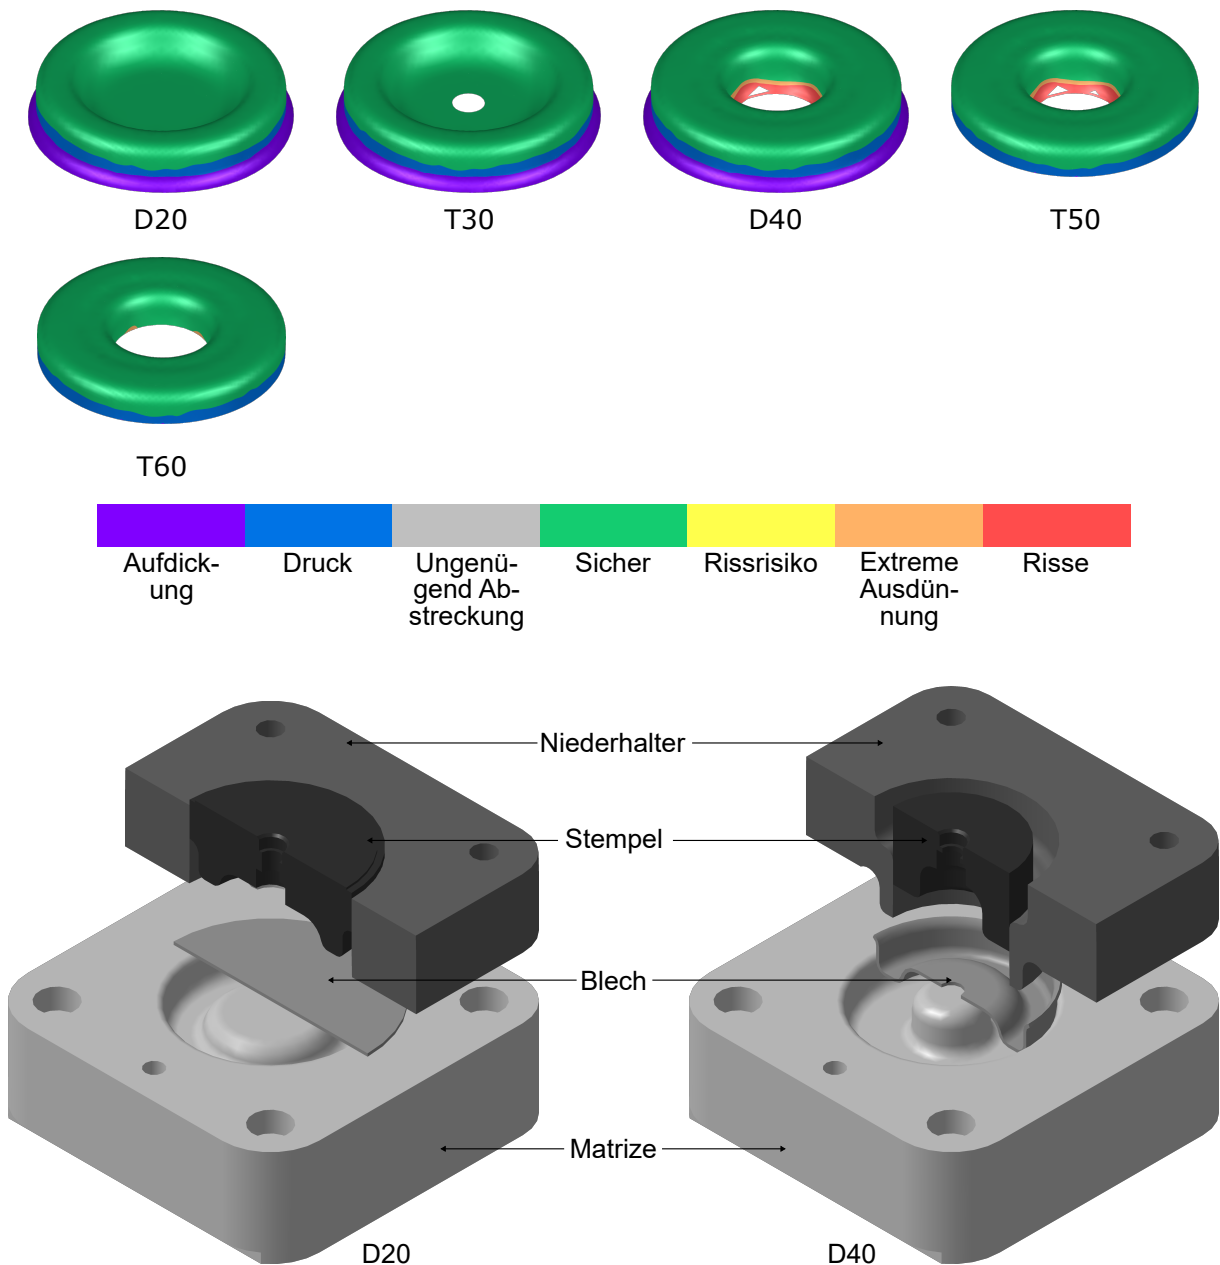 D20
T30
D40
T50
T60
Aufdick-
ung
Druck
Ungenü-
gend Ab-
streckung
Sicher
Rissrisiko
Extreme
Ausdün-
nung
Risse
Niederhalter
Stempel
Blech
Matrize
D20
D40